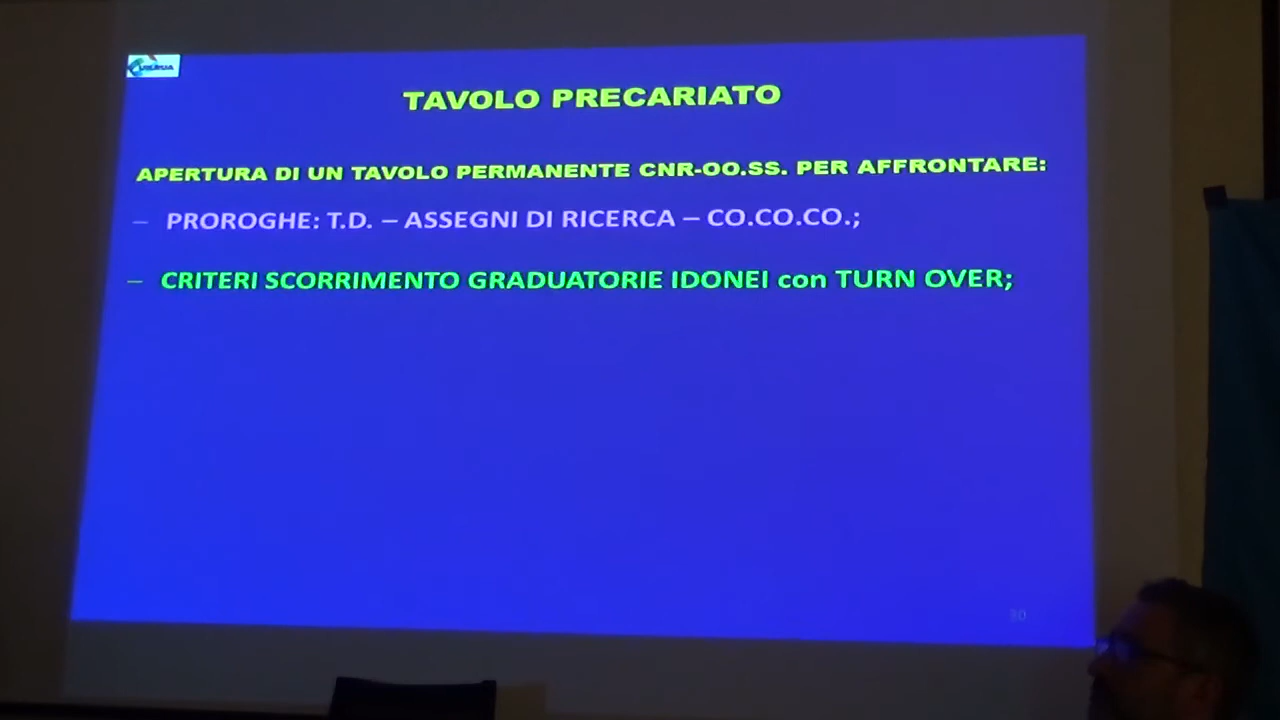 TAVOLO PRECARIATO
APERTURA DI UN TAVOLO PERMANENTE CNR-OO.SS. PER AFFRONTARE:
– PROROGHE: T.D. – ASSEGNI DI RICERCA – CO.CO.CO.;
– CRITERI SCORRIMENTO GRADUATORIE IDONEI con TURN OVER;